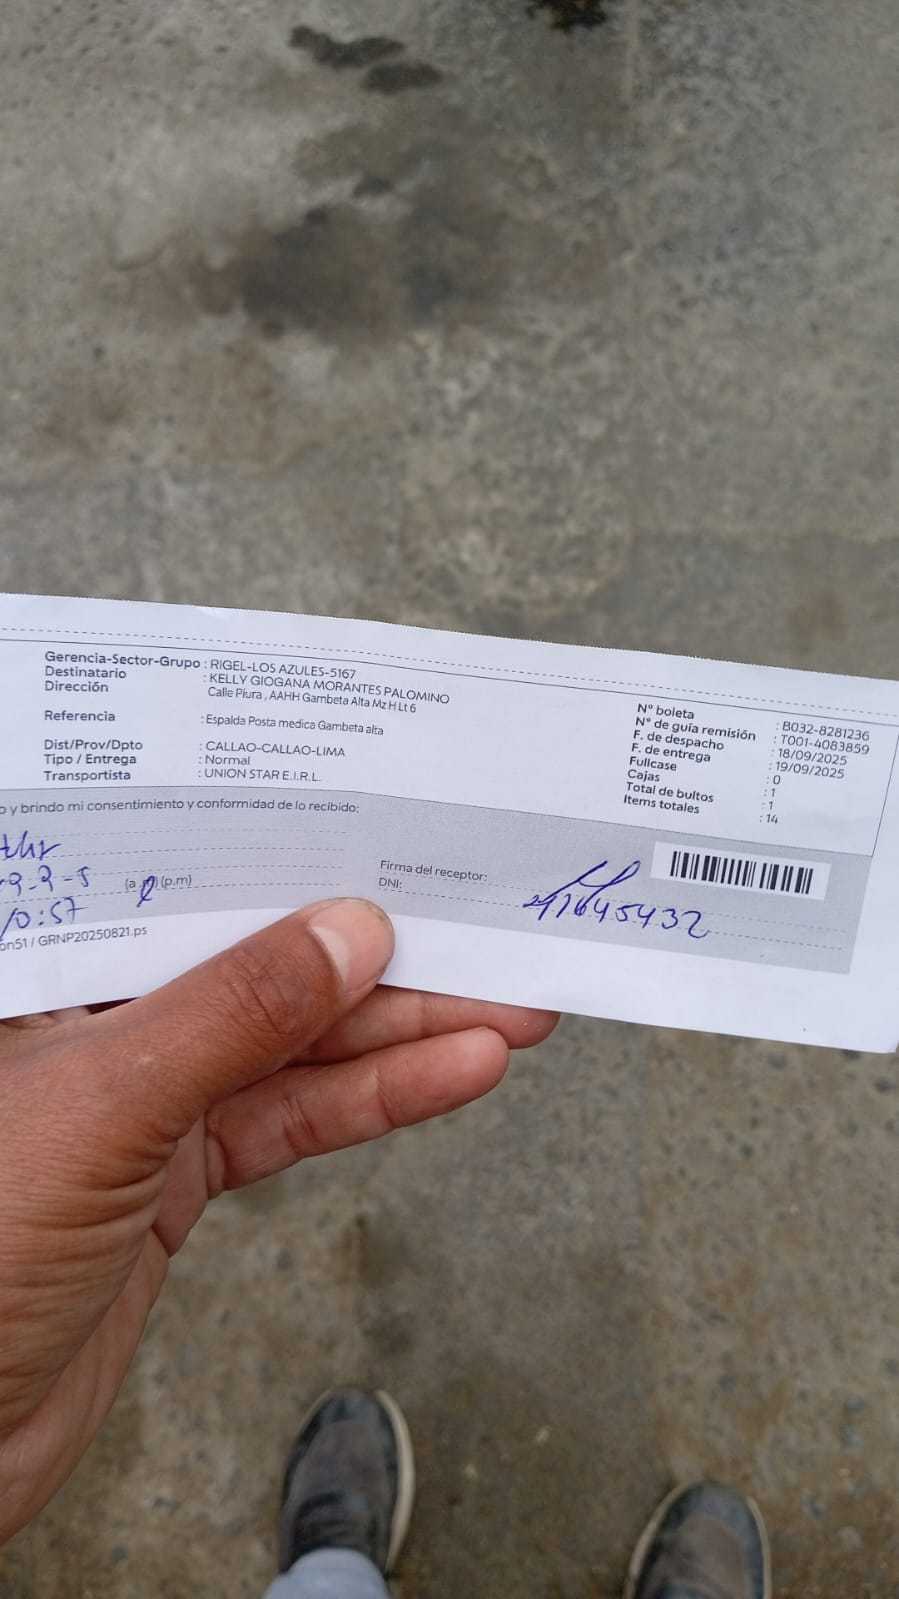 Gerencia-Sector-Grupo : RIGEL-LOS AZULES-5167
Destinatario : KELLY GIOGANA MORANTES PALOMINO
Dirección Calle Piura , AAHH Gambeta Alta Mz H Lt 6
Referencia : Espalda Posta medica Gambeta alta
Dist/Prov/Dpto : CALLAO-CALLAO-LIMA
Tipo / Entrega : Normal
Transportista : UNION STAR E.I.R.L.
N° boleta : B032-8281236
N° de guía remisión : T001-4083859
F. de despacho : 18/09/2025
F. de entrega : 19/09/2025
Fullcase : 0
Cajas : 1
Total de bultos : 1
Items totales : 14
o y brindo mi consentimiento y conformidad de lo recibido:
(a ) (p.m)
10:57
on51 / GRNP20250821.ps
Firma del receptor:
DNI: 41645432